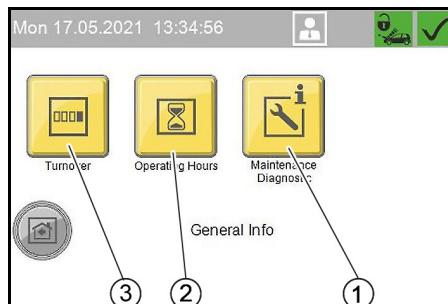 Mon 17.05.2021 13:34:56
Turnover
Operating Hours
Maintenance
Diagnostic
General Info
3
2
1